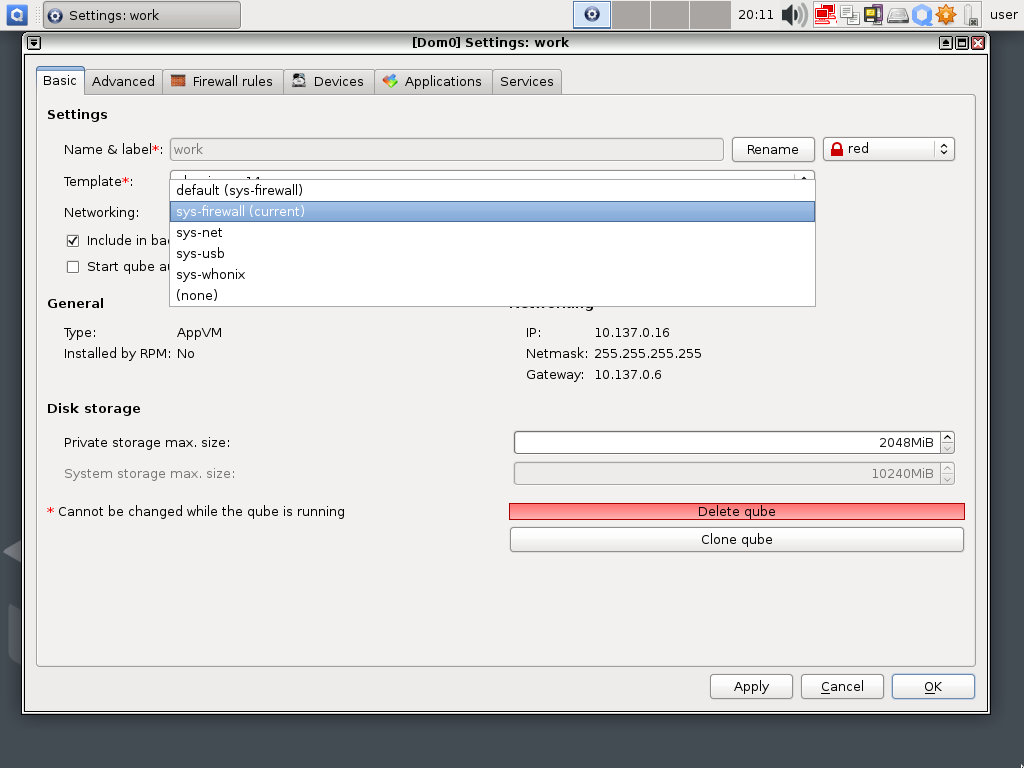 Settings: work
20:11
user
[Dom0] Settings: work
Basic
Advanced
Firewall rules
Devices
Applications
Services
Settings
Name & label*:
work
Rename
red
Template*:
default (sys-firewall)
Networking:
sys-firewall (current)
sys-net
Include in ba
sys-usb
Start qube a
sys-whonix
(none)
General
Type:
AppVM
IP:
10.137.0.16
Installed by RPM:
No
Netmask:
255.255.255.255
Gateway:
10.137.0.6
Disk storage
Private storage max. size:
2048MiB
System storage max. size:
10240MiB
* Cannot be changed while the qube is running
Delete qube
Clone qube
Apply
Cancel
OK